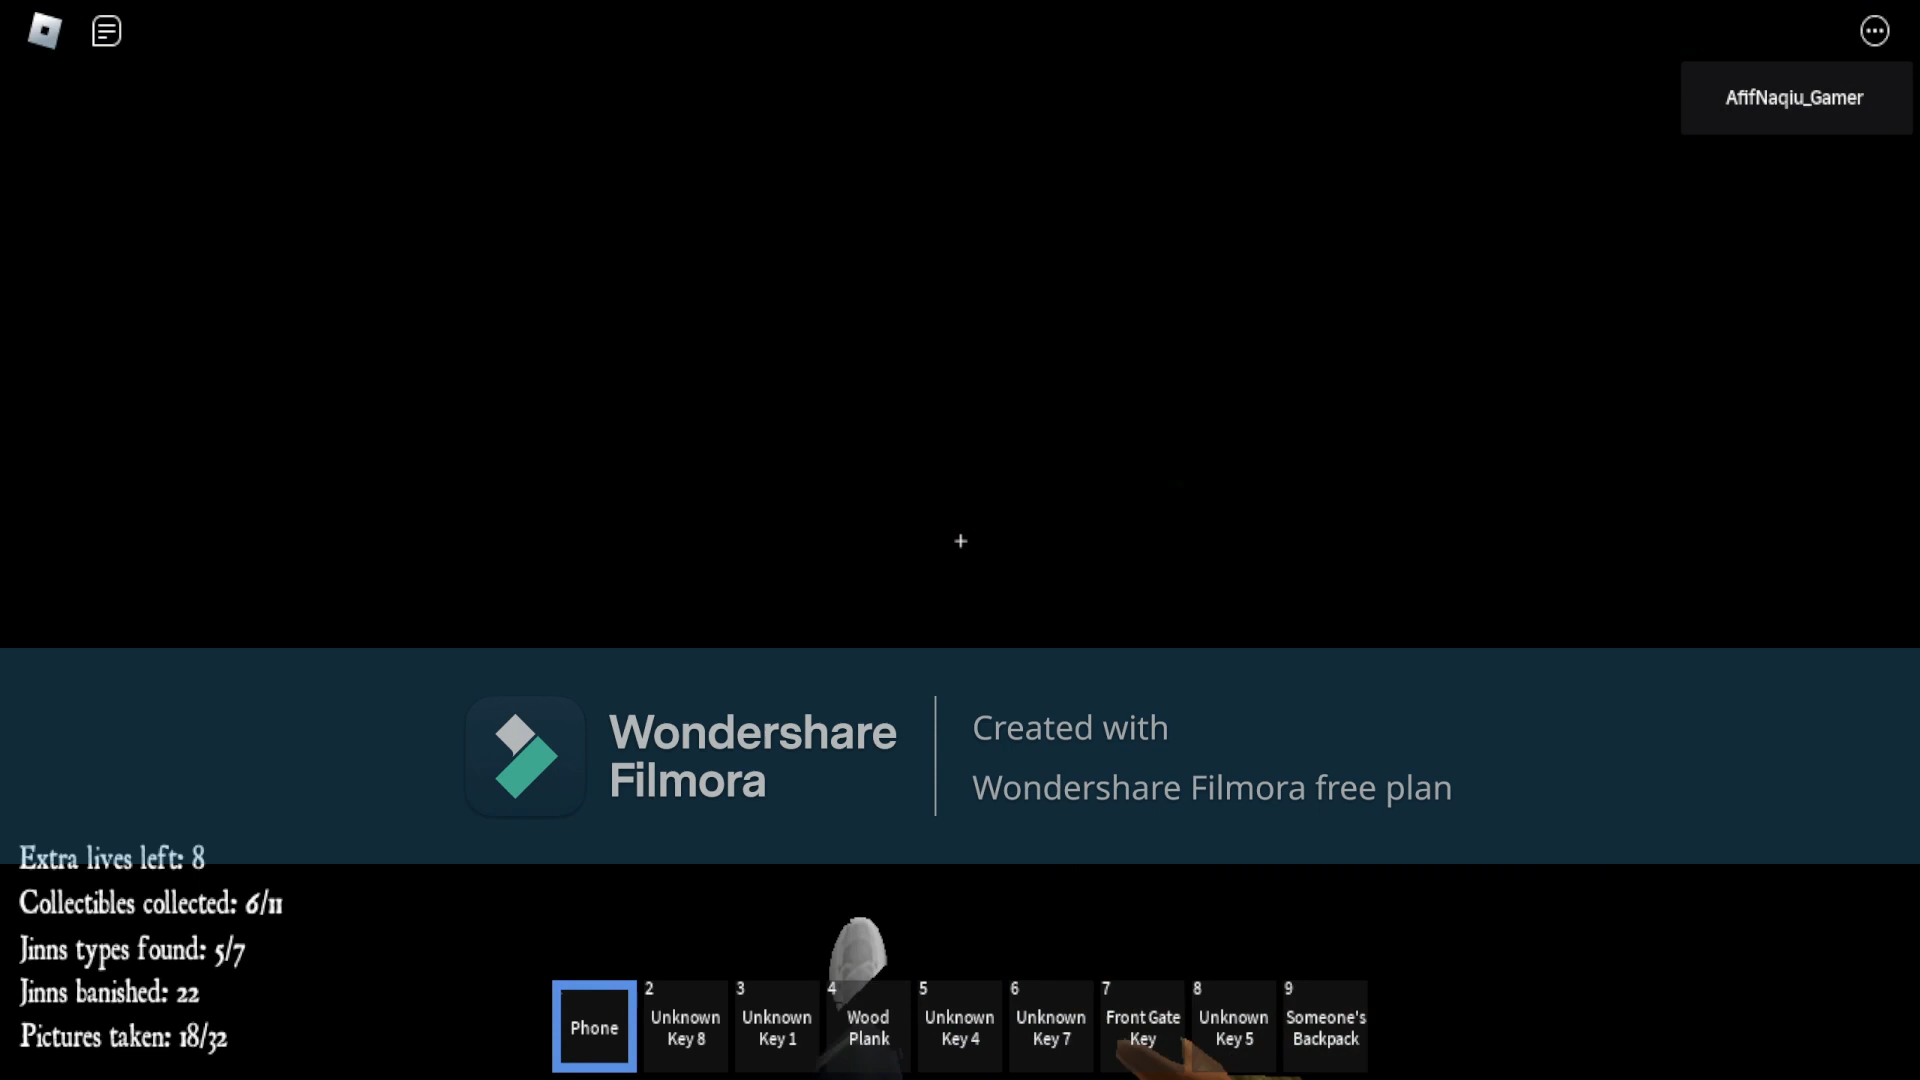 AfifNaqiu_Gamer
Wondershare
Filmora
Created with
Wondershare Filmora free plan
Extra lives left: 8
Collectibles collected: 6/11
Jinns types found: 5/7
Jinns banished: 22
Pictures taken: 18/32
Phone
2
Unknown
Key 8
3
Unknown
Key 1
4
Wood
Plank
5
Unknown
Key 4
6
Unknown
Key 7
7
Front Gate
Key
8
Unknown
Key 5
9
Someone's
Backpack